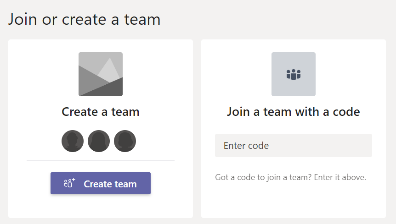 Join or create a team
Create a team
Create team
Join a team with a code
Enter code
Got a code to join a team? Enter it above.